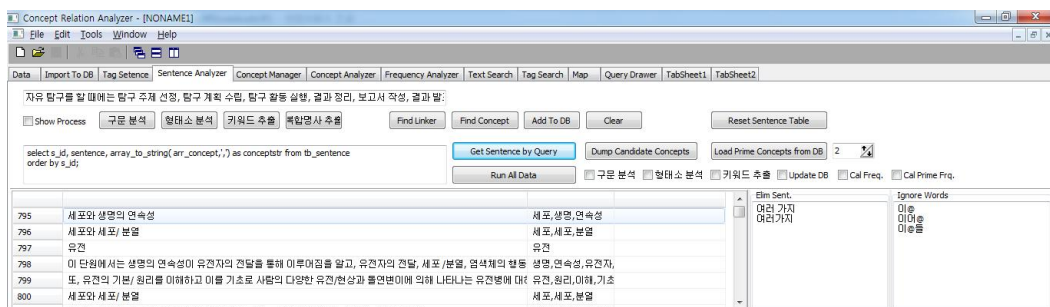 Concept Relation Analyzer - [NONAME1]
File Edit Tools Window Help
Data Import To DB Tag Setence Sentence Analyzer Concept Manager Concept Analyzer Frequency Analyzer Text Search Tag Search Map Query Drawer TabSheet1 TabSheet2
자유 탐구를 할 때에는 탐구 주제 선정, 탐구 계획 수립, 탐구 활동 실행, 결과 정리, 보고서 작성, 결과 발표
Show Process 구문 분석 형태소 분석 키워드 추출 복합명사 추출 Find Linker Find Concept Add To DB Clear Reset Sentence Table
select s_id, sentence, array_to_string( arr_concept,',') as conceptstr from tb_sentence
order by s_id;
Get Sentence by Query Dump Candidate Concepts Load Prime Concepts from DB 2
Run All Data 구문 분석 형태소 분석 키워드 추출 Update DB Cal Freq. Cal Prime Frq.
Elim Sent. Ignore Words
795 세포와 생명의 연속성 세포,생명,연속성
796 세포와 세포/ 분열 세포,세포,분열
797 유전 유전
798 이 단원에서는 생명의 연속성이 유전자의 전달을 통해 이루어짐을 알고, 유전자의 전달, 세포 /분열, 염색체의 행동 생명,연속성,유전자,
799 또, 유전의 기본/ 원리를 이해하고 이를 기초로 사람의 다양한 유전/현상과 돌연변이에 의해 나타나는 유전병에 대해 유전,원리,이해,기초
800 세포와 세포/ 분열 세포,세포,분열
여러 가지
여러가지
이@
이어@
이@들